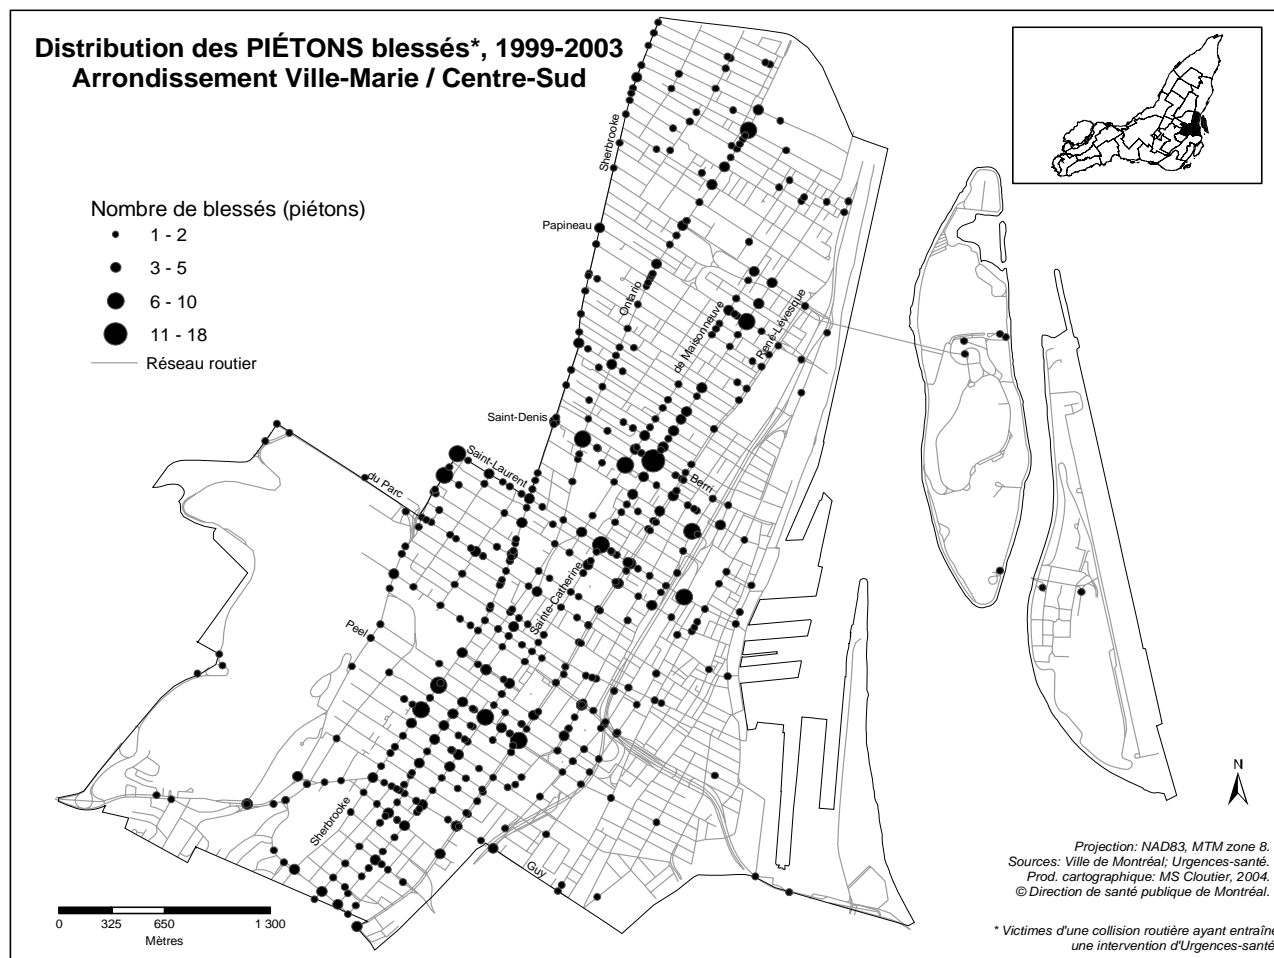 Distribution des PIÉTONS blessés*, 1999-2003
Arrondissement Ville-Marie / Centre-Sud
Nombre de blessés (piétons)
1 - 2
3 - 5
6 - 10
11 - 18
Réseau routier
Sherbrooke
Papineau
Ontario
de Maisonneuve
René-Lévesque
Saint-Denis
Saint-Laurent
du Parc
Berri
Sainte-Catherine
Peel
Sherbrooke
Guy
N
0 325 650 1 300
Mètres
Projection: NAD83, MTM zone 8.
Sources: Ville de Montréal; Urgences-santé.
Prod. cartographique: MS Cloutier, 2004.
© Direction de santé publique de Montréal.
* Victimes d'une collision routière ayant entraîné
une intervention d'Urgences-santé